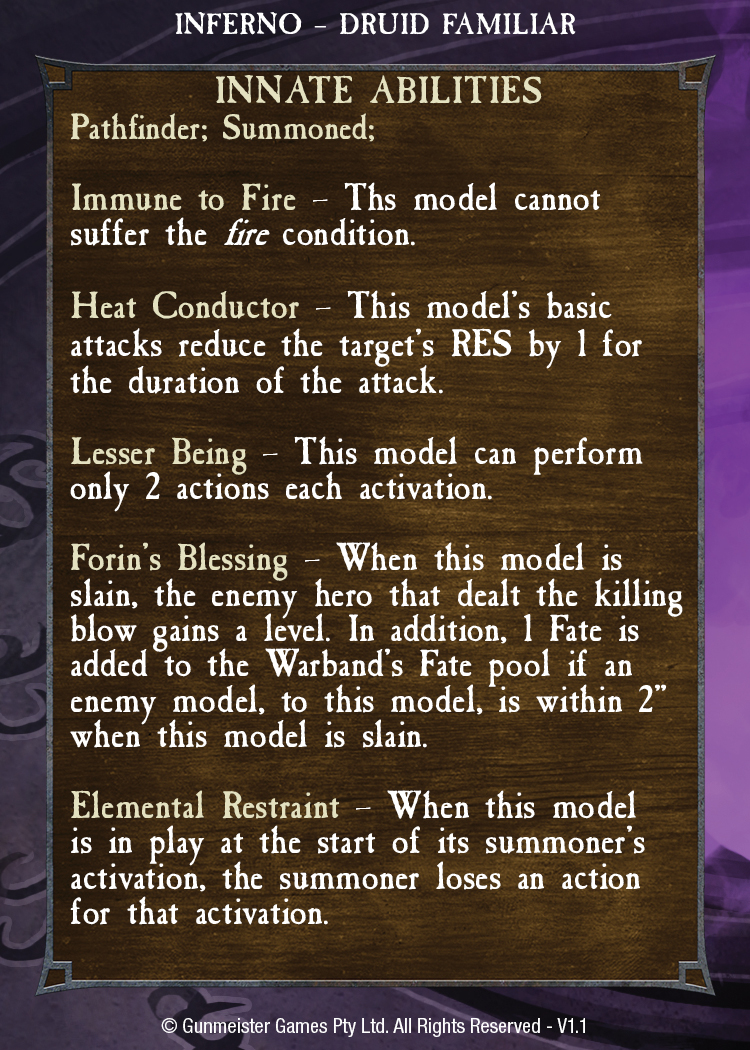 INFERNO – DRUID FAMILIAR
INNATE ABILITIES
Pathfinder; Summoned;
Immune to Fire – Ths model cannot
suffer the fire condition.
Heat Conductor – This model's basic
attacks reduce the target's RES by 1 for
the duration of the attack.
Lesser Being – This model can perform
only 2 actions each activation.
Forin's Blessing – When this model is
slain, the enemy hero that dealt the killing
blow gains a level. In addition, 1 Fate is
added to the Warband's Fate pool if an
enemy model, to this model, is within 2”
when this model is slain.
Elemental Restraint – When this model
is in play at the start of its summoner's
activation, the summoner loses an action
for that activation.
© Gunmeister Games Pty Ltd. All Rights Reserved - V1.1